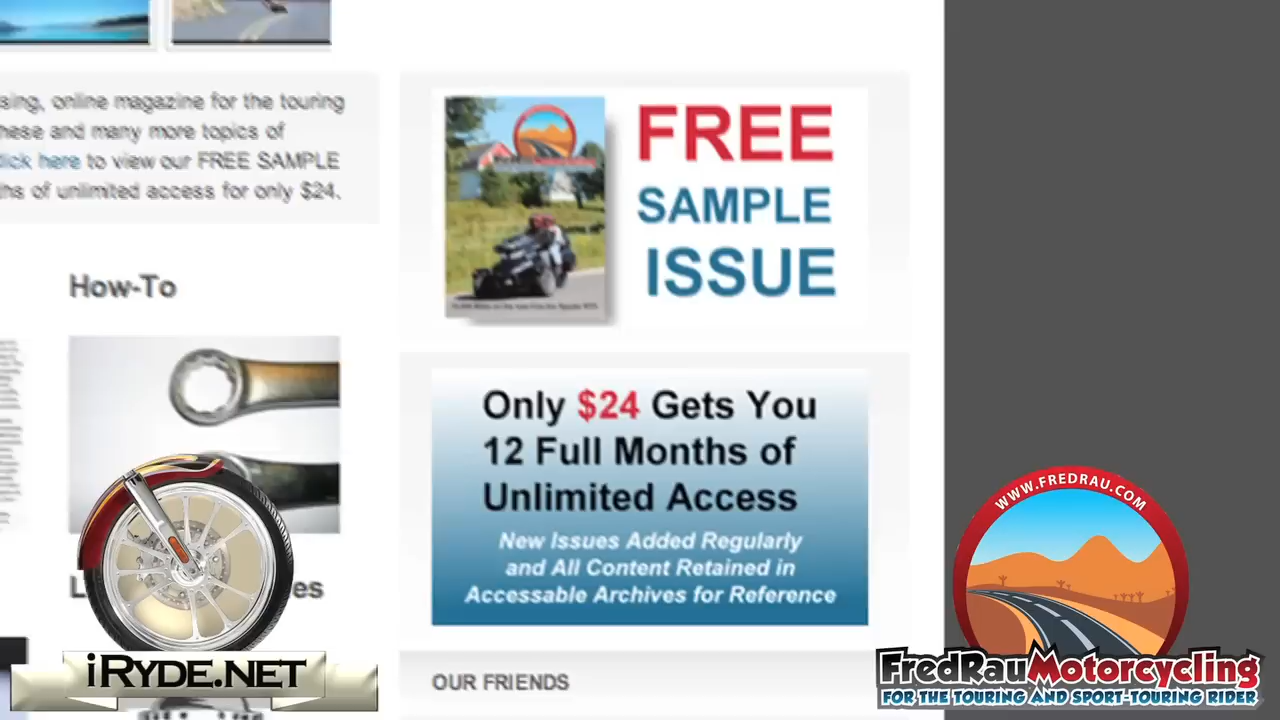 sing, online magazine for the touring
hese and many more topics of
lick here to view our FREE SAMPLE
hs of unlimited access for only $24.
FREE
SAMPLE
ISSUE
How-To
Only $24 Gets You
12 Full Months of
Unlimited Access
New Issues Added Regularly
and All Content Retained in
Accessable Archives for Reference
OUR FRIENDS
iRYDE.NET
WWW.FREDRAU.COM
FredRauMotorcycling
FOR THE TOURING AND SPORT-TOURING RIDER